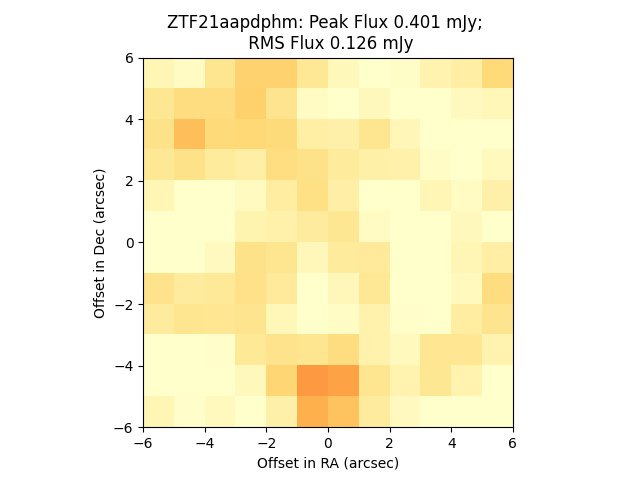 ZTF21aapdphm: Peak Flux 0.401 mJy;
RMS Flux 0.126 mJy
6
4
2
0
−2
−4
−6
Offset in Dec (arcsec)
−6 −4 −2 0 2 4 6
Offset in RA (arcsec)